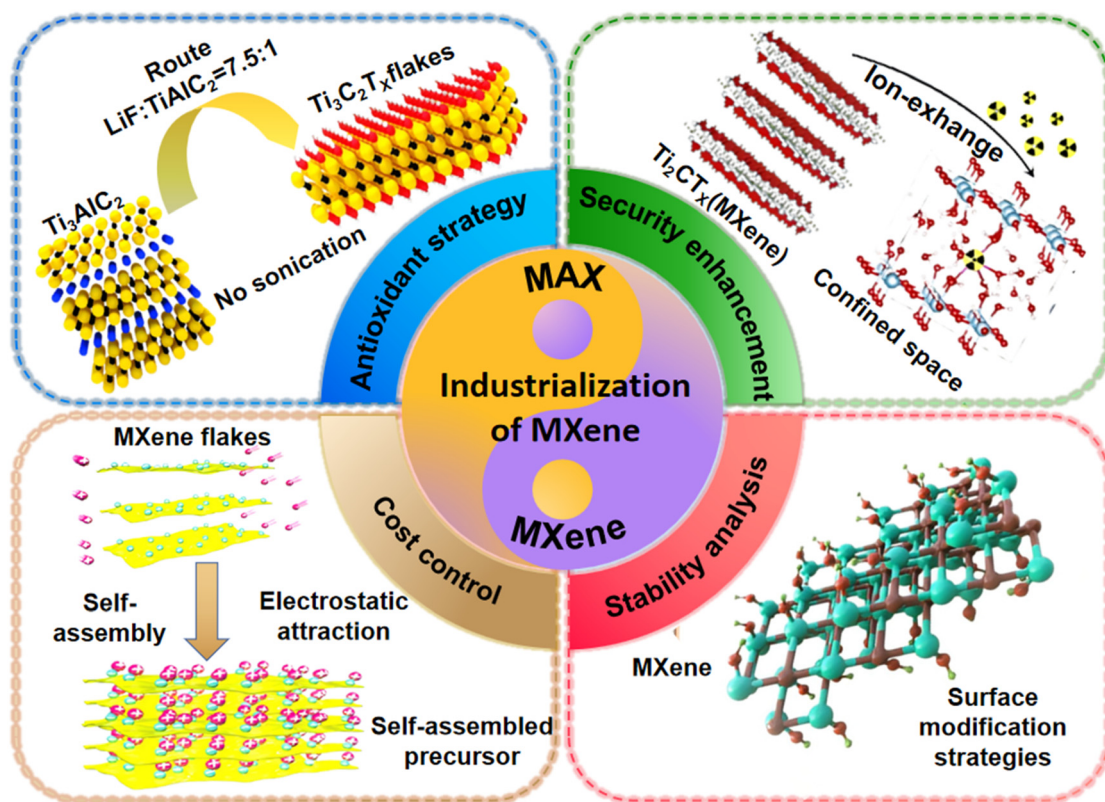 Route
LiF:TiAlC₂=7.5:1
Ti₃C₂Tₓflakes
Ti₃AlC₂
No sonication
Antioxidant strategy
Ion-exhange
Ti₂CTₓ(MXene)
Confined space
Security enhancement
MAX
Industrialization
of MXene
MXene
MXene flakes
Self-
assembly
Electrostatic
attraction
Self-assembled
precursor
Cost control
Stability analysis
MXene
Surface
modification
strategies